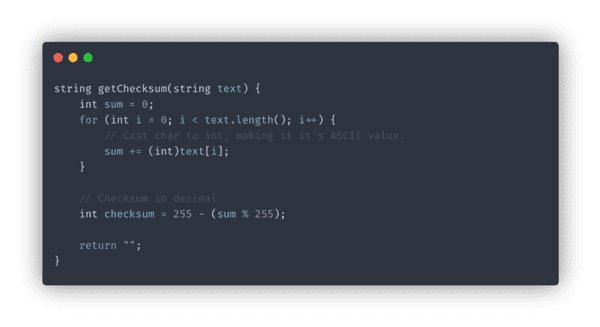 string getChecksum(string text) {
    int sum = 0;
    for (int i = 0; i < text.length(); i++) {
        // Cast char to int, making it it's ASCII value.
        sum += (int)text[i];
    }

    // Checksum in decimal
    int checksum = 255 - (sum % 255);

    return "";
}